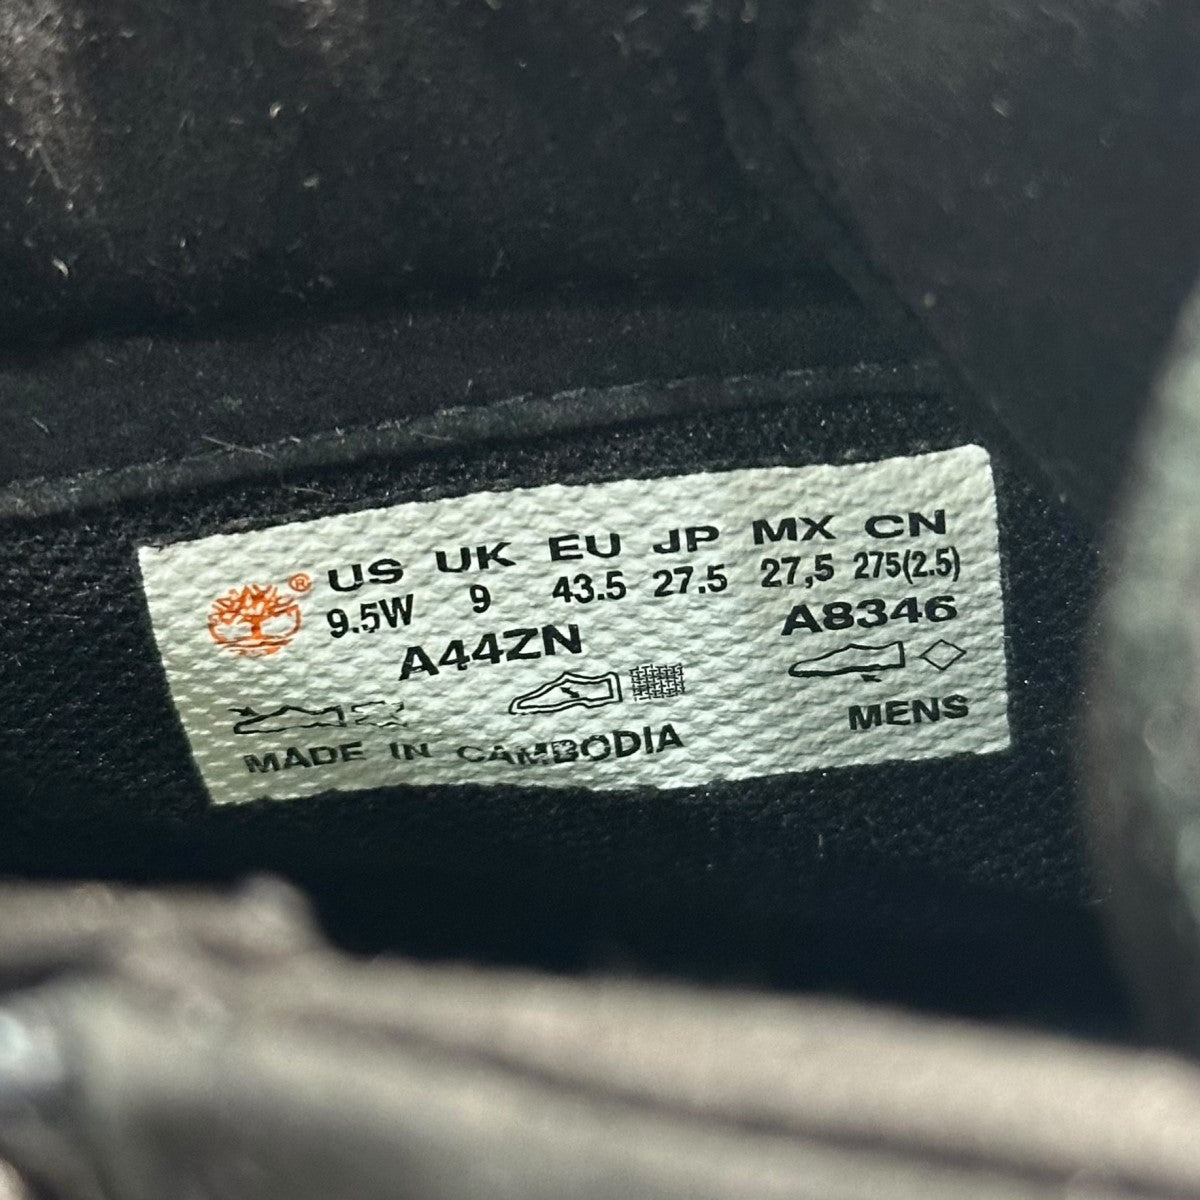 ® US UK EU JP MX CN
9.5W 9 43.5 27.5 27,5 275(2.5)
A44ZN A8346
MENS
MADE IN CAMBODIA